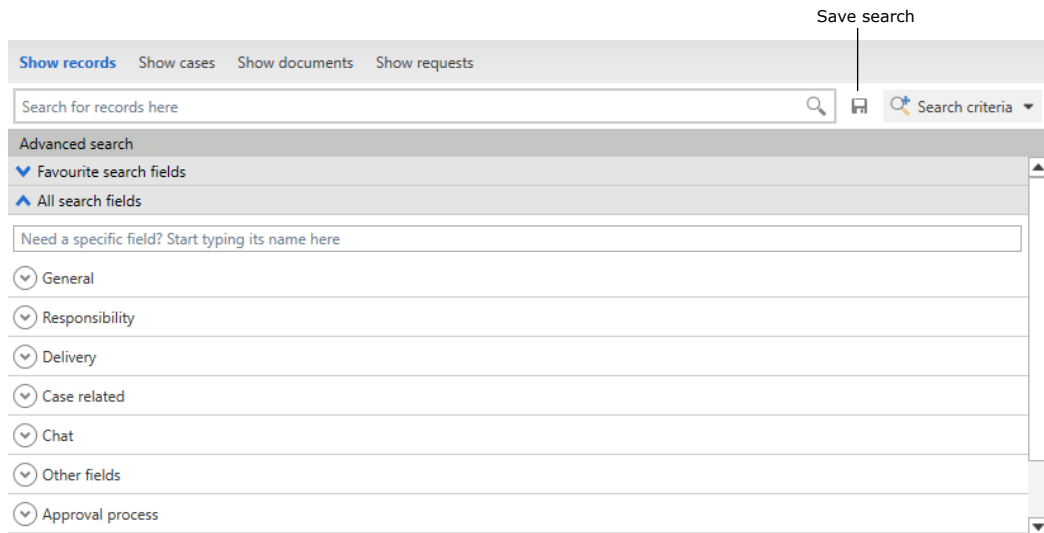 Save search
Show records Show cases Show documents Show requests
Search for records here Search criteria
Advanced search
Favourite search fields
All search fields
Need a specific field? Start typing its name here
General
Responsibility
Delivery
Case related
Chat
Other fields
Approval process